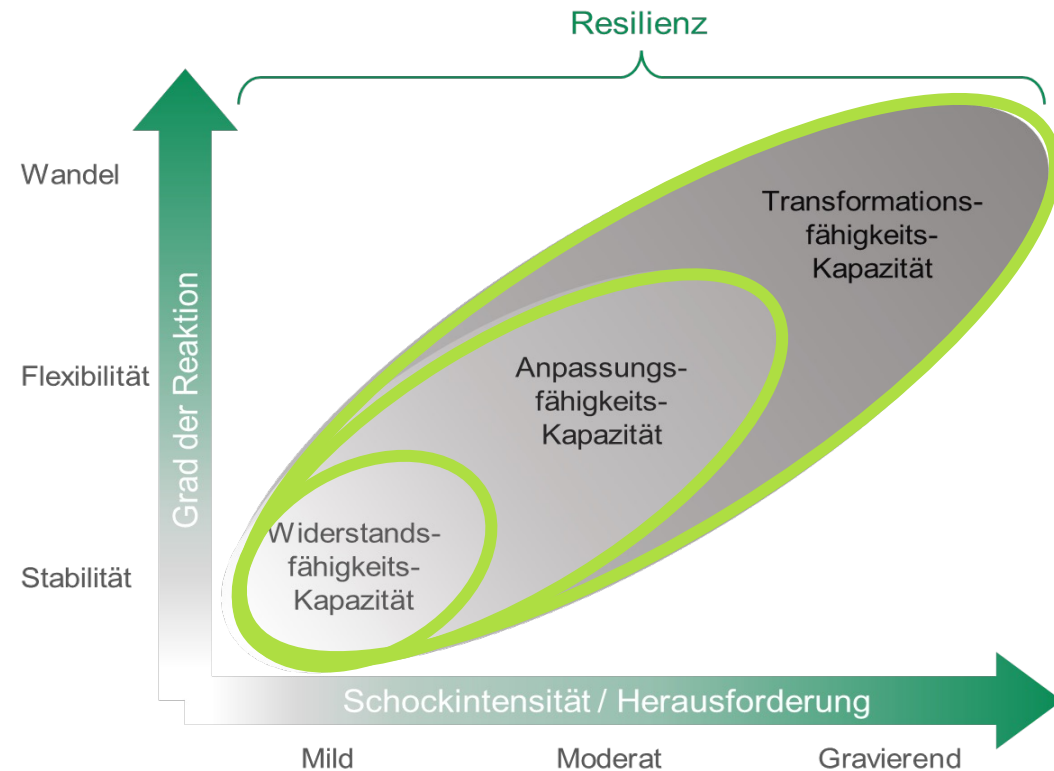 Resilienz
Wandel
Flexibilität
Stabilität
Grad der Reaktion
Transformations-
fähigkeits-
Kapazität
Anpassungs-
fähigkeits-
Kapazität
Widerstands-
fähigkeits-
Kapazität
Schockintensität / Herausforderung
Mild
Moderat
Gravierend